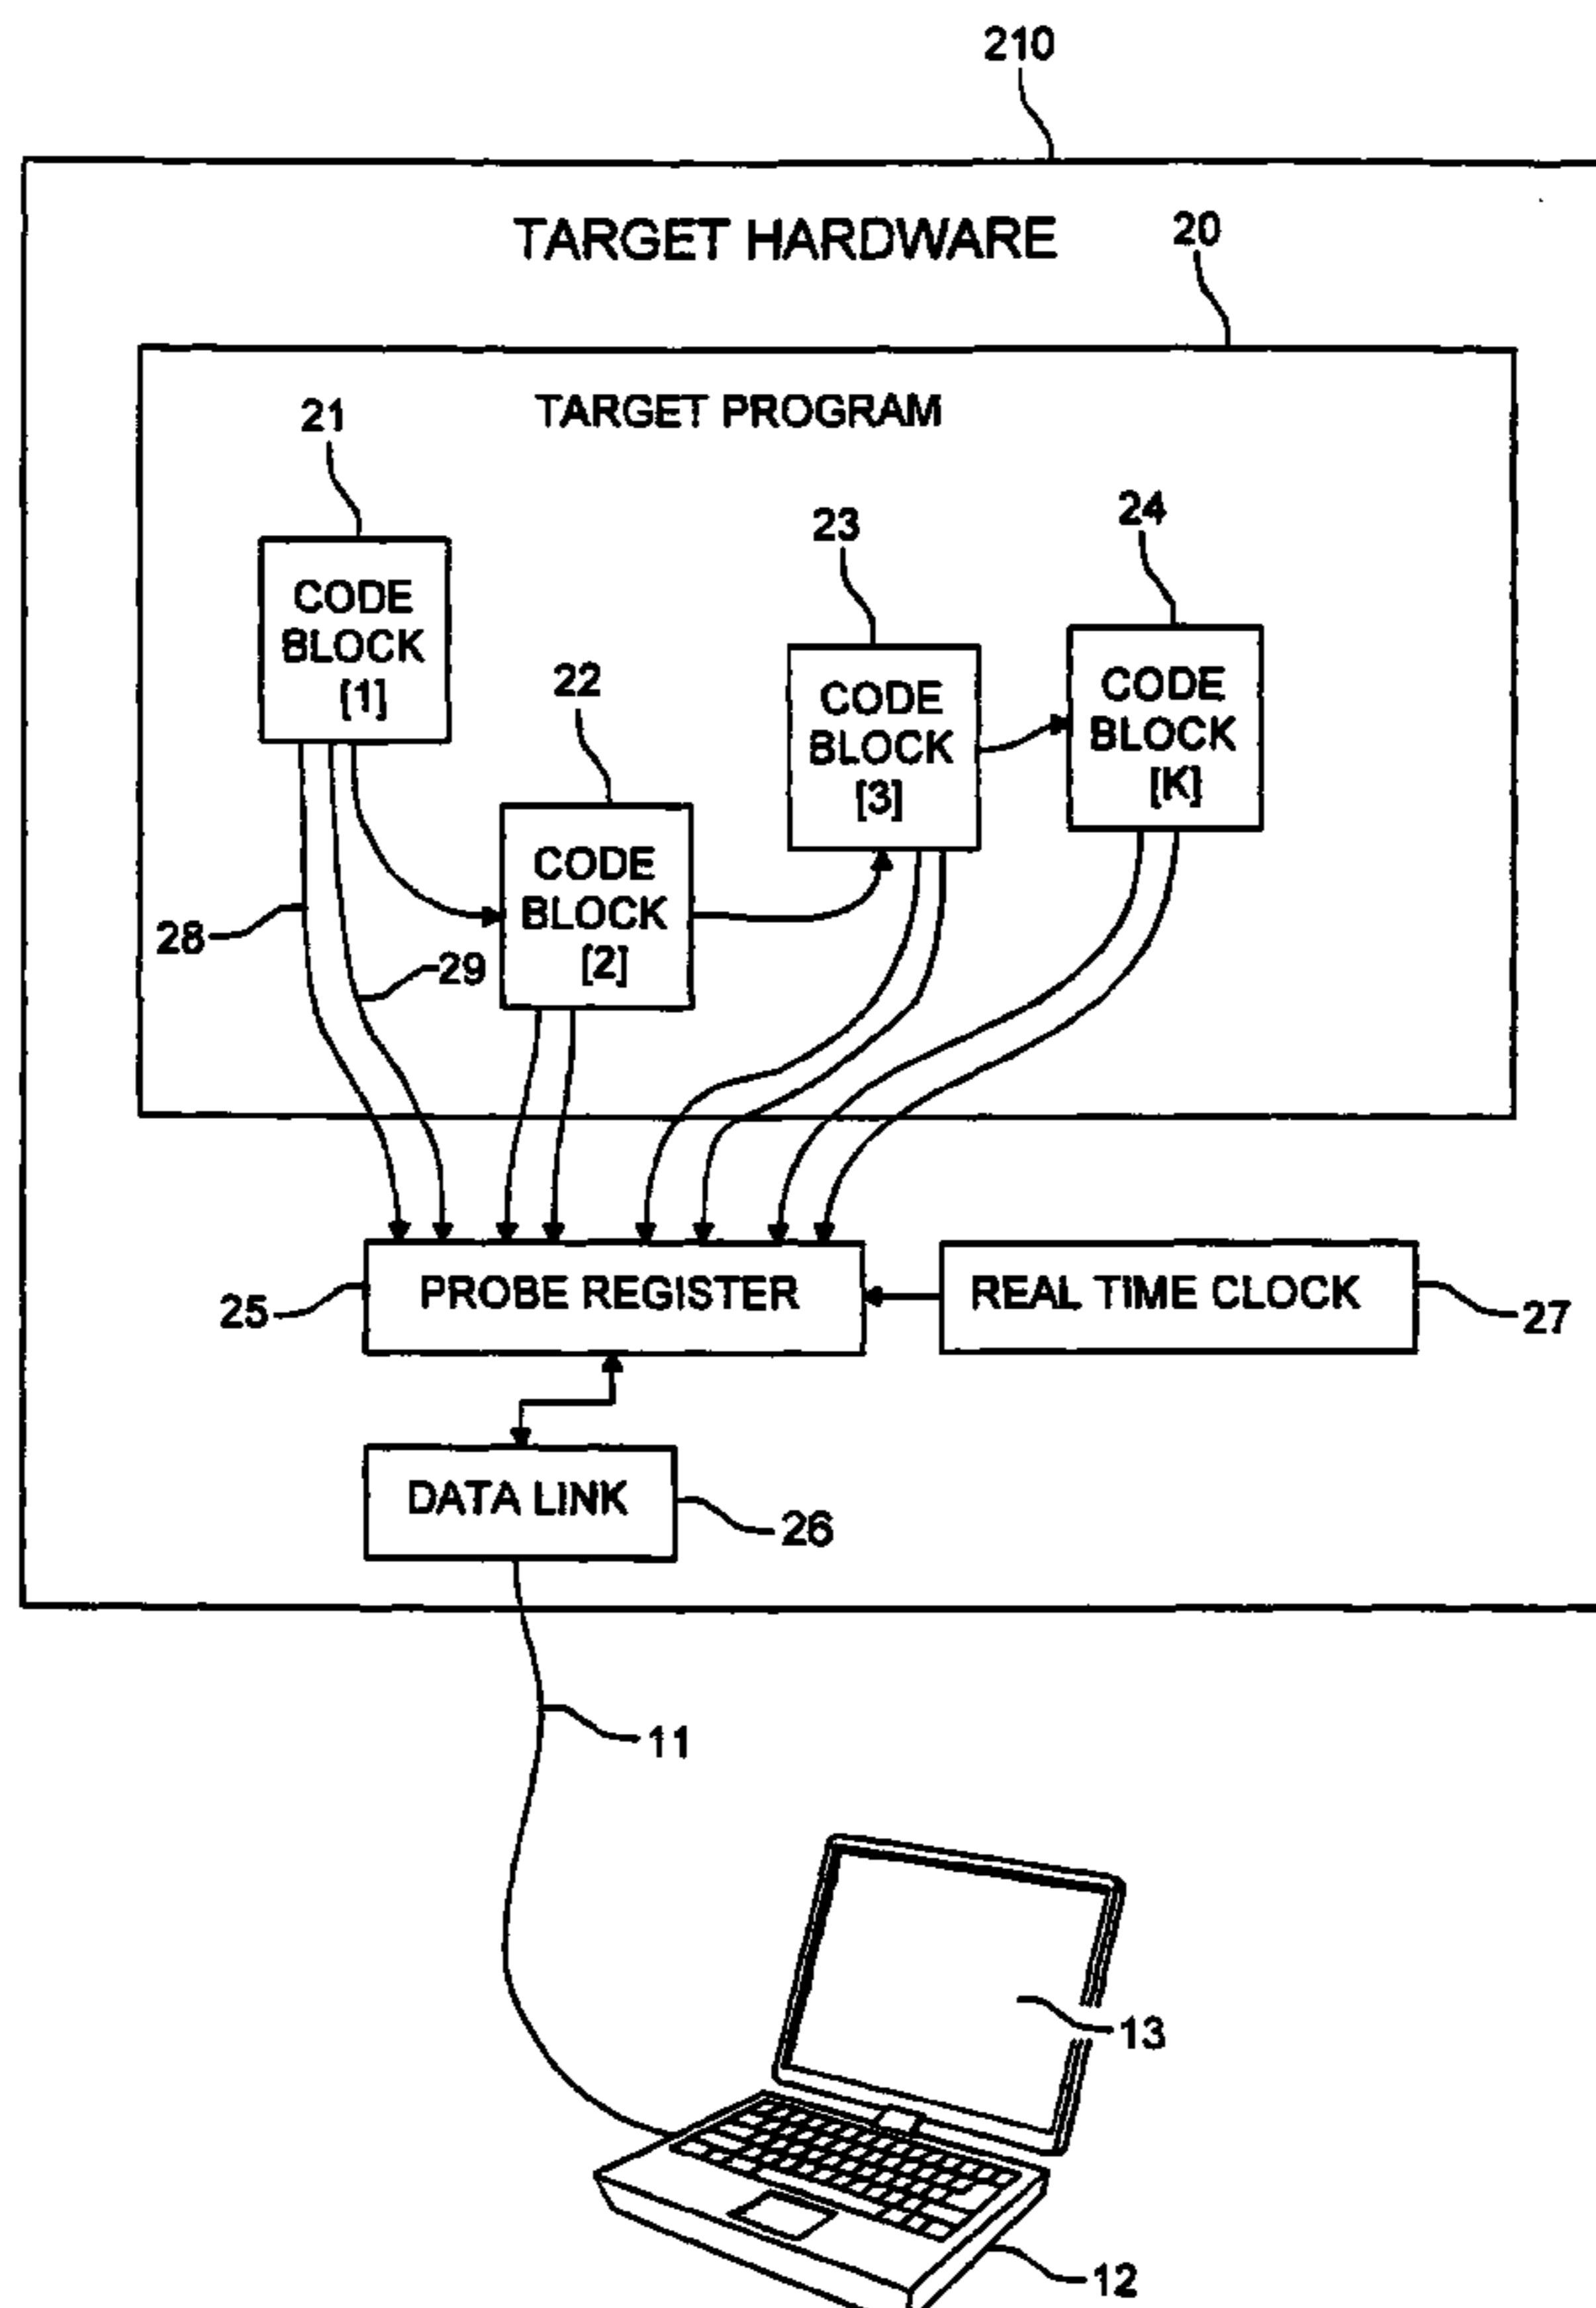 210
TARGET HARDWARE
20
TARGET PROGRAM
21
CODE
BLOCK
[1]
22
CODE
BLOCK
[2]
23
CODE
BLOCK
[3]
24
CODE
BLOCK
[K]
28
29
25
PROBE REGISTER
REAL TIME CLOCK
27
DATA LINK
26
11
13
12